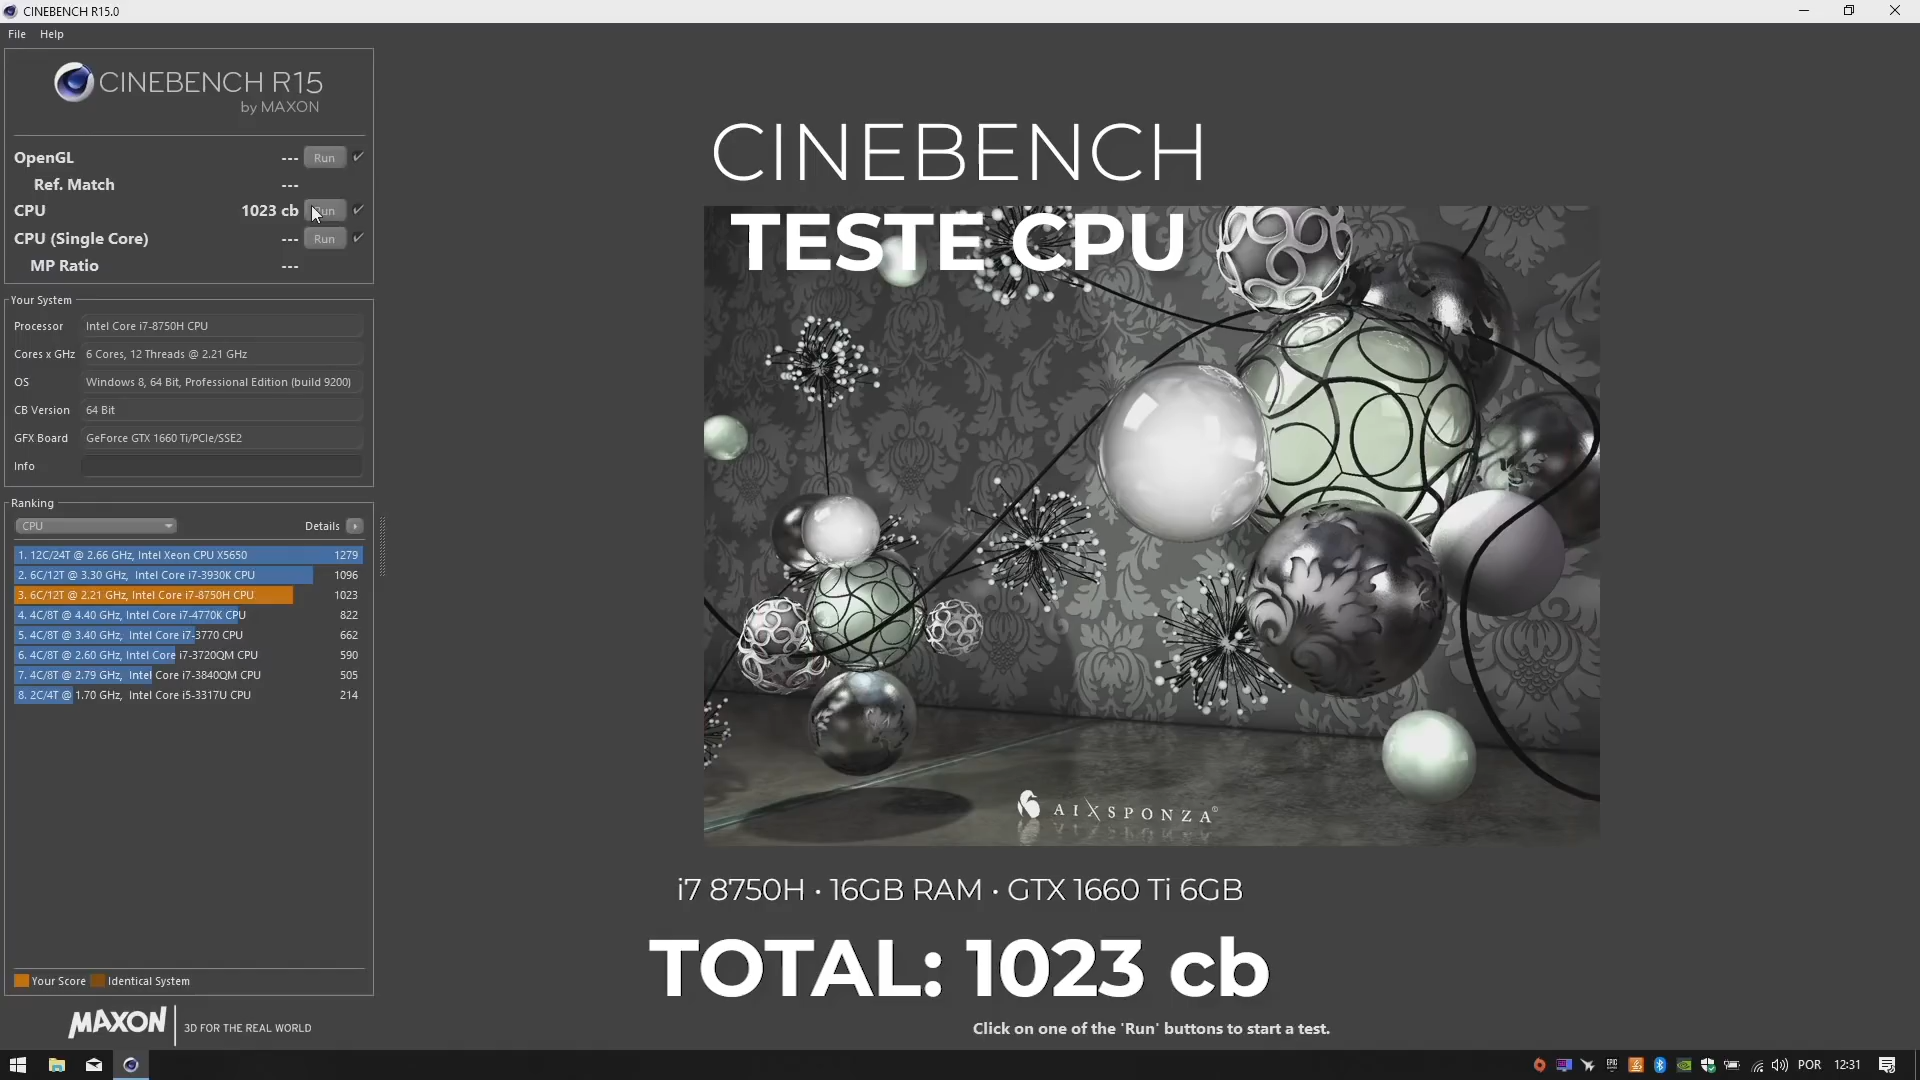 CINEBENCH R15.0
File Help
CINEBENCH R15
by MAXON
OpenGL --- Run
Ref. Match ---
CPU 1023 cb
CPU (Single Core) --- Run
MP Ratio ---
Your System
Processor Intel Core i7-8750H CPU
Cores x GHz 6 Cores, 12 Threads @ 2.21 GHz
OS Windows 8, 64 Bit, Professional Edition (build 9200)
CB Version 64 Bit
GFX Board GeForce GTX 1660 Ti/PCIe/SSE2
Info
Ranking
CPU Details
1. 12C/24T @ 2.66 GHz, Intel Xeon CPU X5650 1279
2. 6C/12T @ 3.30 GHz, Intel Core i7-3930K CPU 1096
3. 6C/12T @ 2.21 GHz, Intel Core i7-8750H CPU 1023
4. 4C/8T @ 4.40 GHz, Intel Core i7-4770K CPU 822
5. 4C/8T @ 3.40 GHz, Intel Core i7-3770 CPU 662
6. 4C/8T @ 2.60 GHz, Intel Core i7-3720QM CPU 590
7. 4C/8T @ 2.79 GHz, Intel Core i7-3840QM CPU 505
8. 2C/4T @ 1.70 GHz, Intel Core i5-3317U CPU 214
Your Score Identical System
MAXON 3D FOR THE REAL WORLD
CINEBENCH
TESTE CPU
AIXSPONZA®
i7 8750H • 16GB RAM • GTX 1660 Ti 6GB
TOTAL: 1023 cb
Click on one of the 'Run' buttons to start a test.
EPIC
POR 12:31